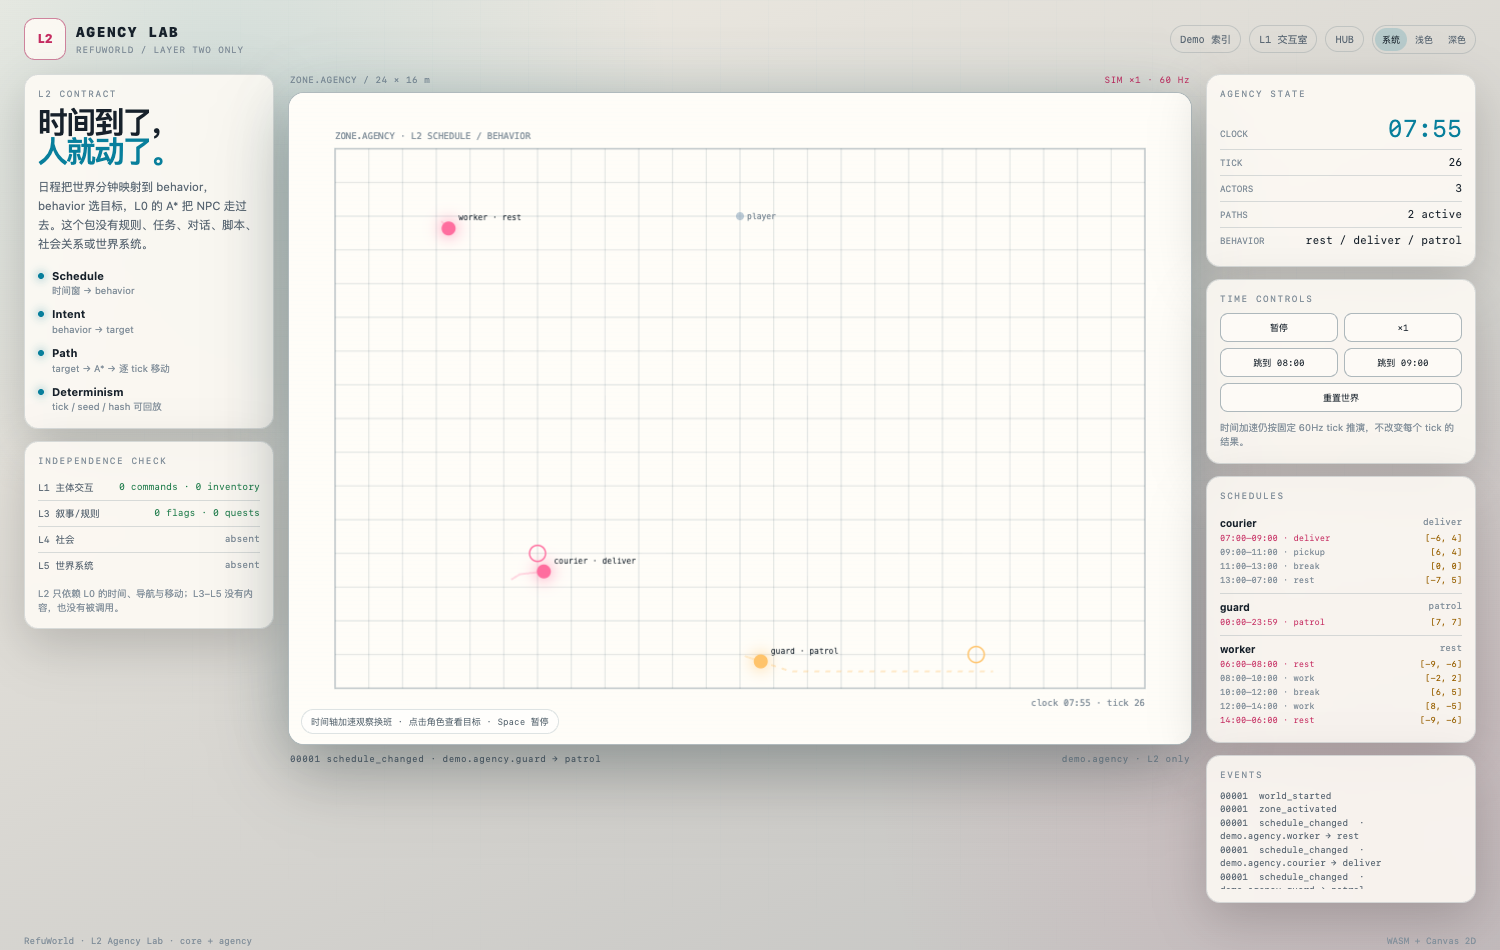 L2
AGENCY LAB
REFUWORLD / LAYER TWO ONLY
Demo 索引
L1 交互室
HUB
系统
浅色
深色
L2 CONTRACT
时间到了，
人就动了。
日程把世界分钟映射到 behavior，
behavior 选目标，L0 的 A* 把 NPC 走过
去。这个包没有规则、任务、对话、脚本、
社会关系或世界系统。
Schedule
时间窗 → behavior
Intent
behavior → target
Path
target → A* → 逐 tick 移动
Determinism
tick / seed / hash 可回放
INDEPENDENCE CHECK
L1 主体交互 0 commands · 0 inventory
L3 叙事/规则 0 flags · 0 quests
L4 社会 absent
L5 世界系统 absent
L2 只依赖 L0 的时间、导航与移动；L3–L5 没有内
容，也没有被调用。
ZONE.AGENCY / 24 × 16 m
SIM ×1 · 60 Hz
ZONE.AGENCY · L2 SCHEDULE / BEHAVIOR
worker · rest
player
courier · deliver
guard · patrol
clock 07:55 · tick 26
时间轴加速观察换班 · 点击角色查看目标 · Space 暂停
00001 schedule_changed · demo.agency.guard → patrol
demo.agency · L2 only
AGENCY STATE
CLOCK 07:55
TICK 26
ACTORS 3
PATHS 2 active
BEHAVIOR rest / deliver / patrol
TIME CONTROLS
暂停
×1
跳到 08:00
跳到 09:00
重置世界
时间加速仍按固定 60Hz tick 推演，不改变每个 tick 的
结果。
SCHEDULES
courier deliver
07:00–09:00 · deliver [-6, 4]
09:00–11:00 · pickup [6, 4]
11:00–13:00 · break [0, 0]
13:00–07:00 · rest [-7, 5]
guard patrol
00:00–23:59 · patrol [7, 7]
worker rest
06:00–08:00 · rest [-9, -6]
08:00–10:00 · work [-2, 2]
10:00–12:00 · break [6, 5]
12:00–14:00 · work [8, -5]
14:00–06:00 · rest [-9, -6]
EVENTS
00001 world_started
00001 zone_activated
00001 schedule_changed ·
demo.agency.worker → rest
00001 schedule_changed ·
demo.agency.courier → deliver
00001 schedule_changed ·
demo.agency.guard → patrol
RefuWorld · L2 Agency Lab · core + agency
WASM + Canvas 2D